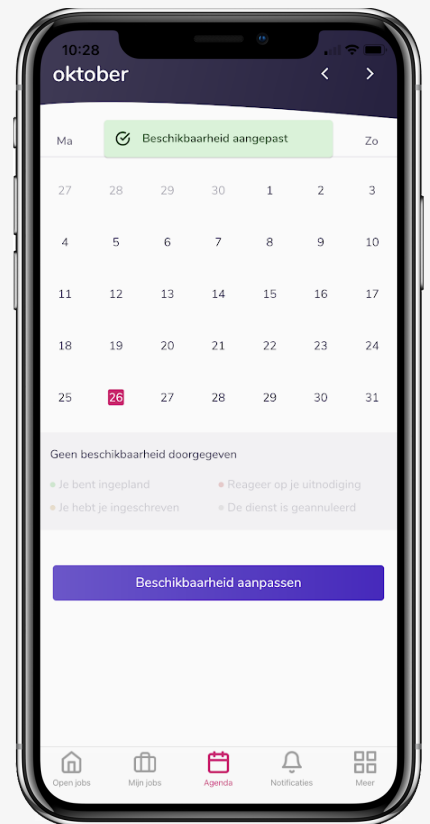 10:28
oktober
Ma Beschikbaarheid aangepast Zo
27 28 29 30 1 2 3
4 5 6 7 8 9 10
11 12 13 14 15 16 17
18 19 20 21 22 23 24
25 26 27 28 29 30 31
Geen beschikbaarheid doorgegeven
Je bent ingepland Reageer op je uitnodiging
Je hebt je ingeschreven De dienst is geannuleerd
Beschikbaarheid aanpassen
Open jobs Mijn jobs Agenda Notificaties Meer